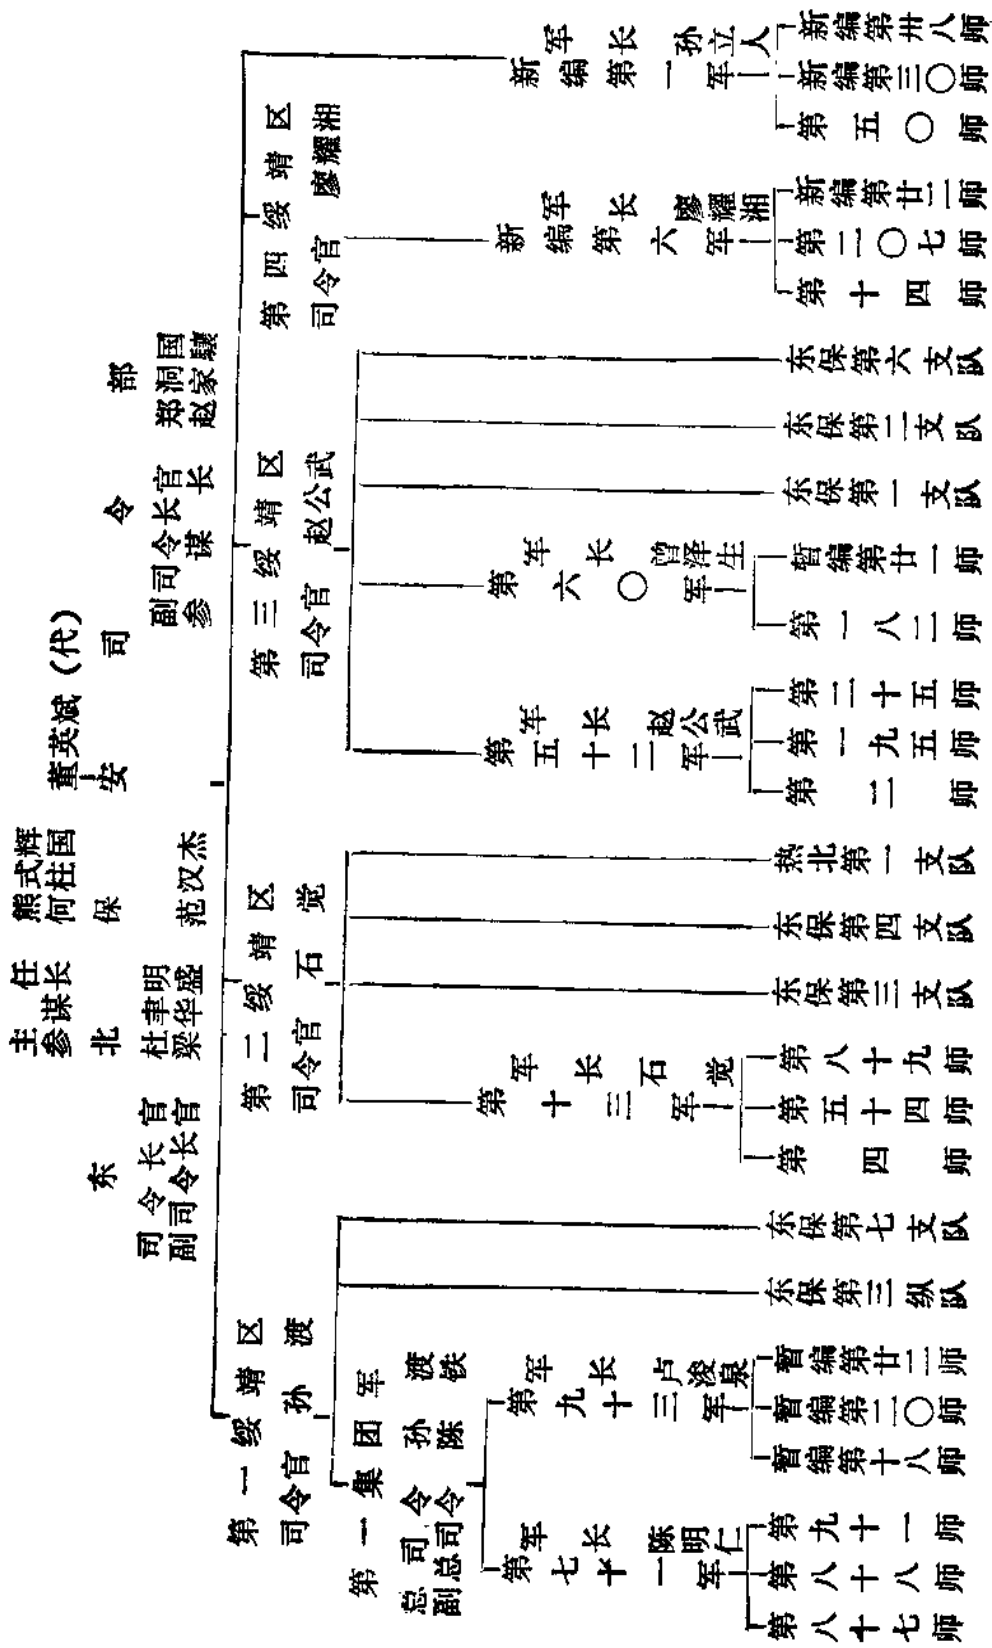 主任 熊式辉
参谋长 何柱国 董英斌（代）
东北保安司令部
司令长官 杜聿明 副司令长官 郑洞国
副司令长官 梁华盛 范汉杰 参谋长 赵家骧
第一绥靖区
司令官 孙渡
第一集团军
总司令 孙渡
副总司令 陈铁
第七十一军
军长 陈明仁
第八十七师
第八十八师
第九十一师
第九十三军
军长 卢浚泉
暂编第十八师
暂编第二〇师
暂编第廿二师
东保第三纵队
东保第七支队
第二绥靖区
司令官 石觉
第十三军
军长 石觉
第四师
第五十四师
第八十九师
东保第三支队
东保第四支队
热北第一支队
第三绥靖区
司令官 赵公武
第五十二军
军长 赵公武
第二师
第一九五师
第二十五师
第六〇军
军长 曾泽生
第一八二师
暂编第廿一师
东保第一支队
东保第二支队
东保第六支队
第四绥靖区
司令官 廖耀湘
新编第六军
军长 廖耀湘
第十四师
第二〇七师
新编第廿二师
新编第一军
军长 孙立人
第五〇师
新编第三〇师
新编第卅八师